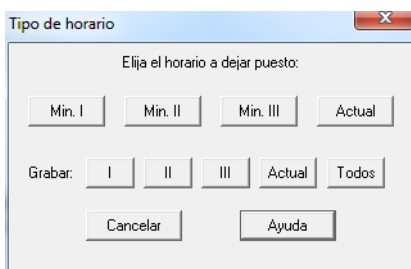 Tipo de horario
Elija el horario a dejar puesto:
Min. I Min. II Min. III Actual
Grabar: I II III Actual Todos
Cancelar Ayuda